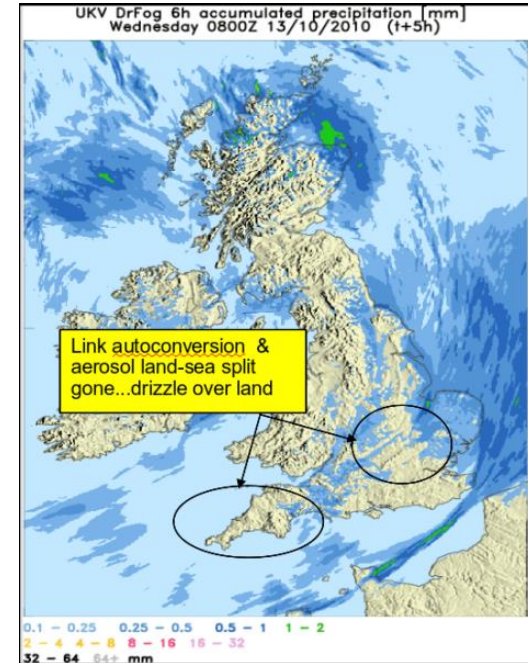 UKV DrFog 6h accumulated precipitation [mm]
Wednesday 0800Z 13/10/2010 (t+5h)
Link autoconversion &
aerosol land-sea split
gone...drizzle over land
0.1 - 0.25 0.25 - 0.5 0.5 - 1 1 - 2
2 - 4 4 - 8 8 - 16 16 - 32
32 - 64 64+ mm